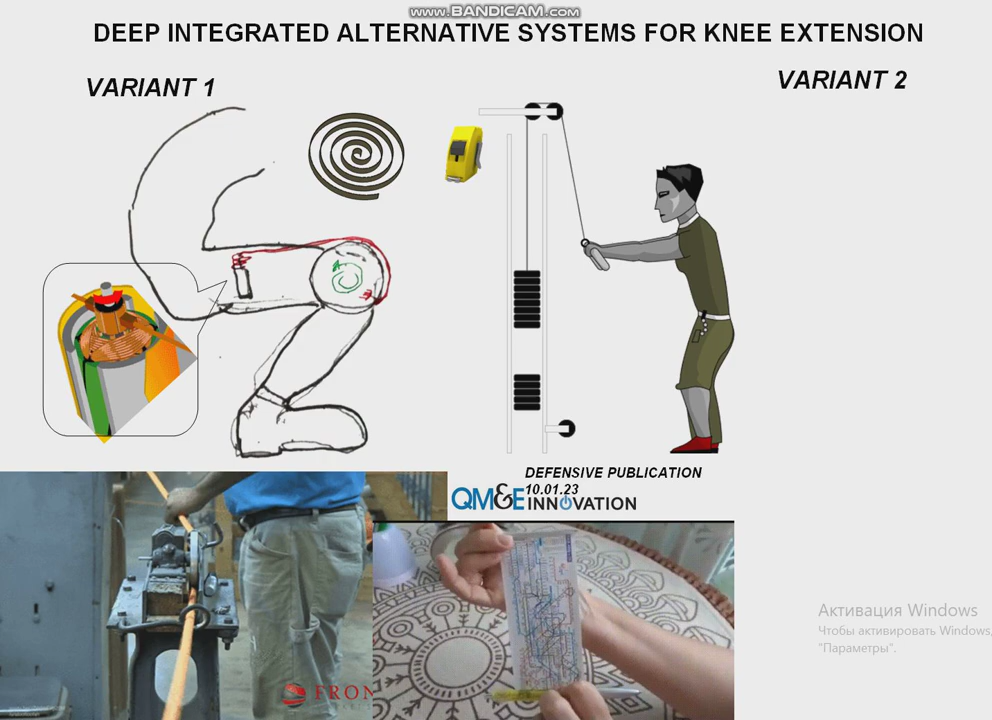 www.BANDICAM.com
DEEP INTEGRATED ALTERNATIVE SYSTEMS FOR KNEE EXTENSION
VARIANT 1
VARIANT 2
DEFENSIVE PUBLICATION
10.01.23
QM&E INNOVATION
FRON
Активация Windows
Чтобы активировать Windows,
"Параметры".